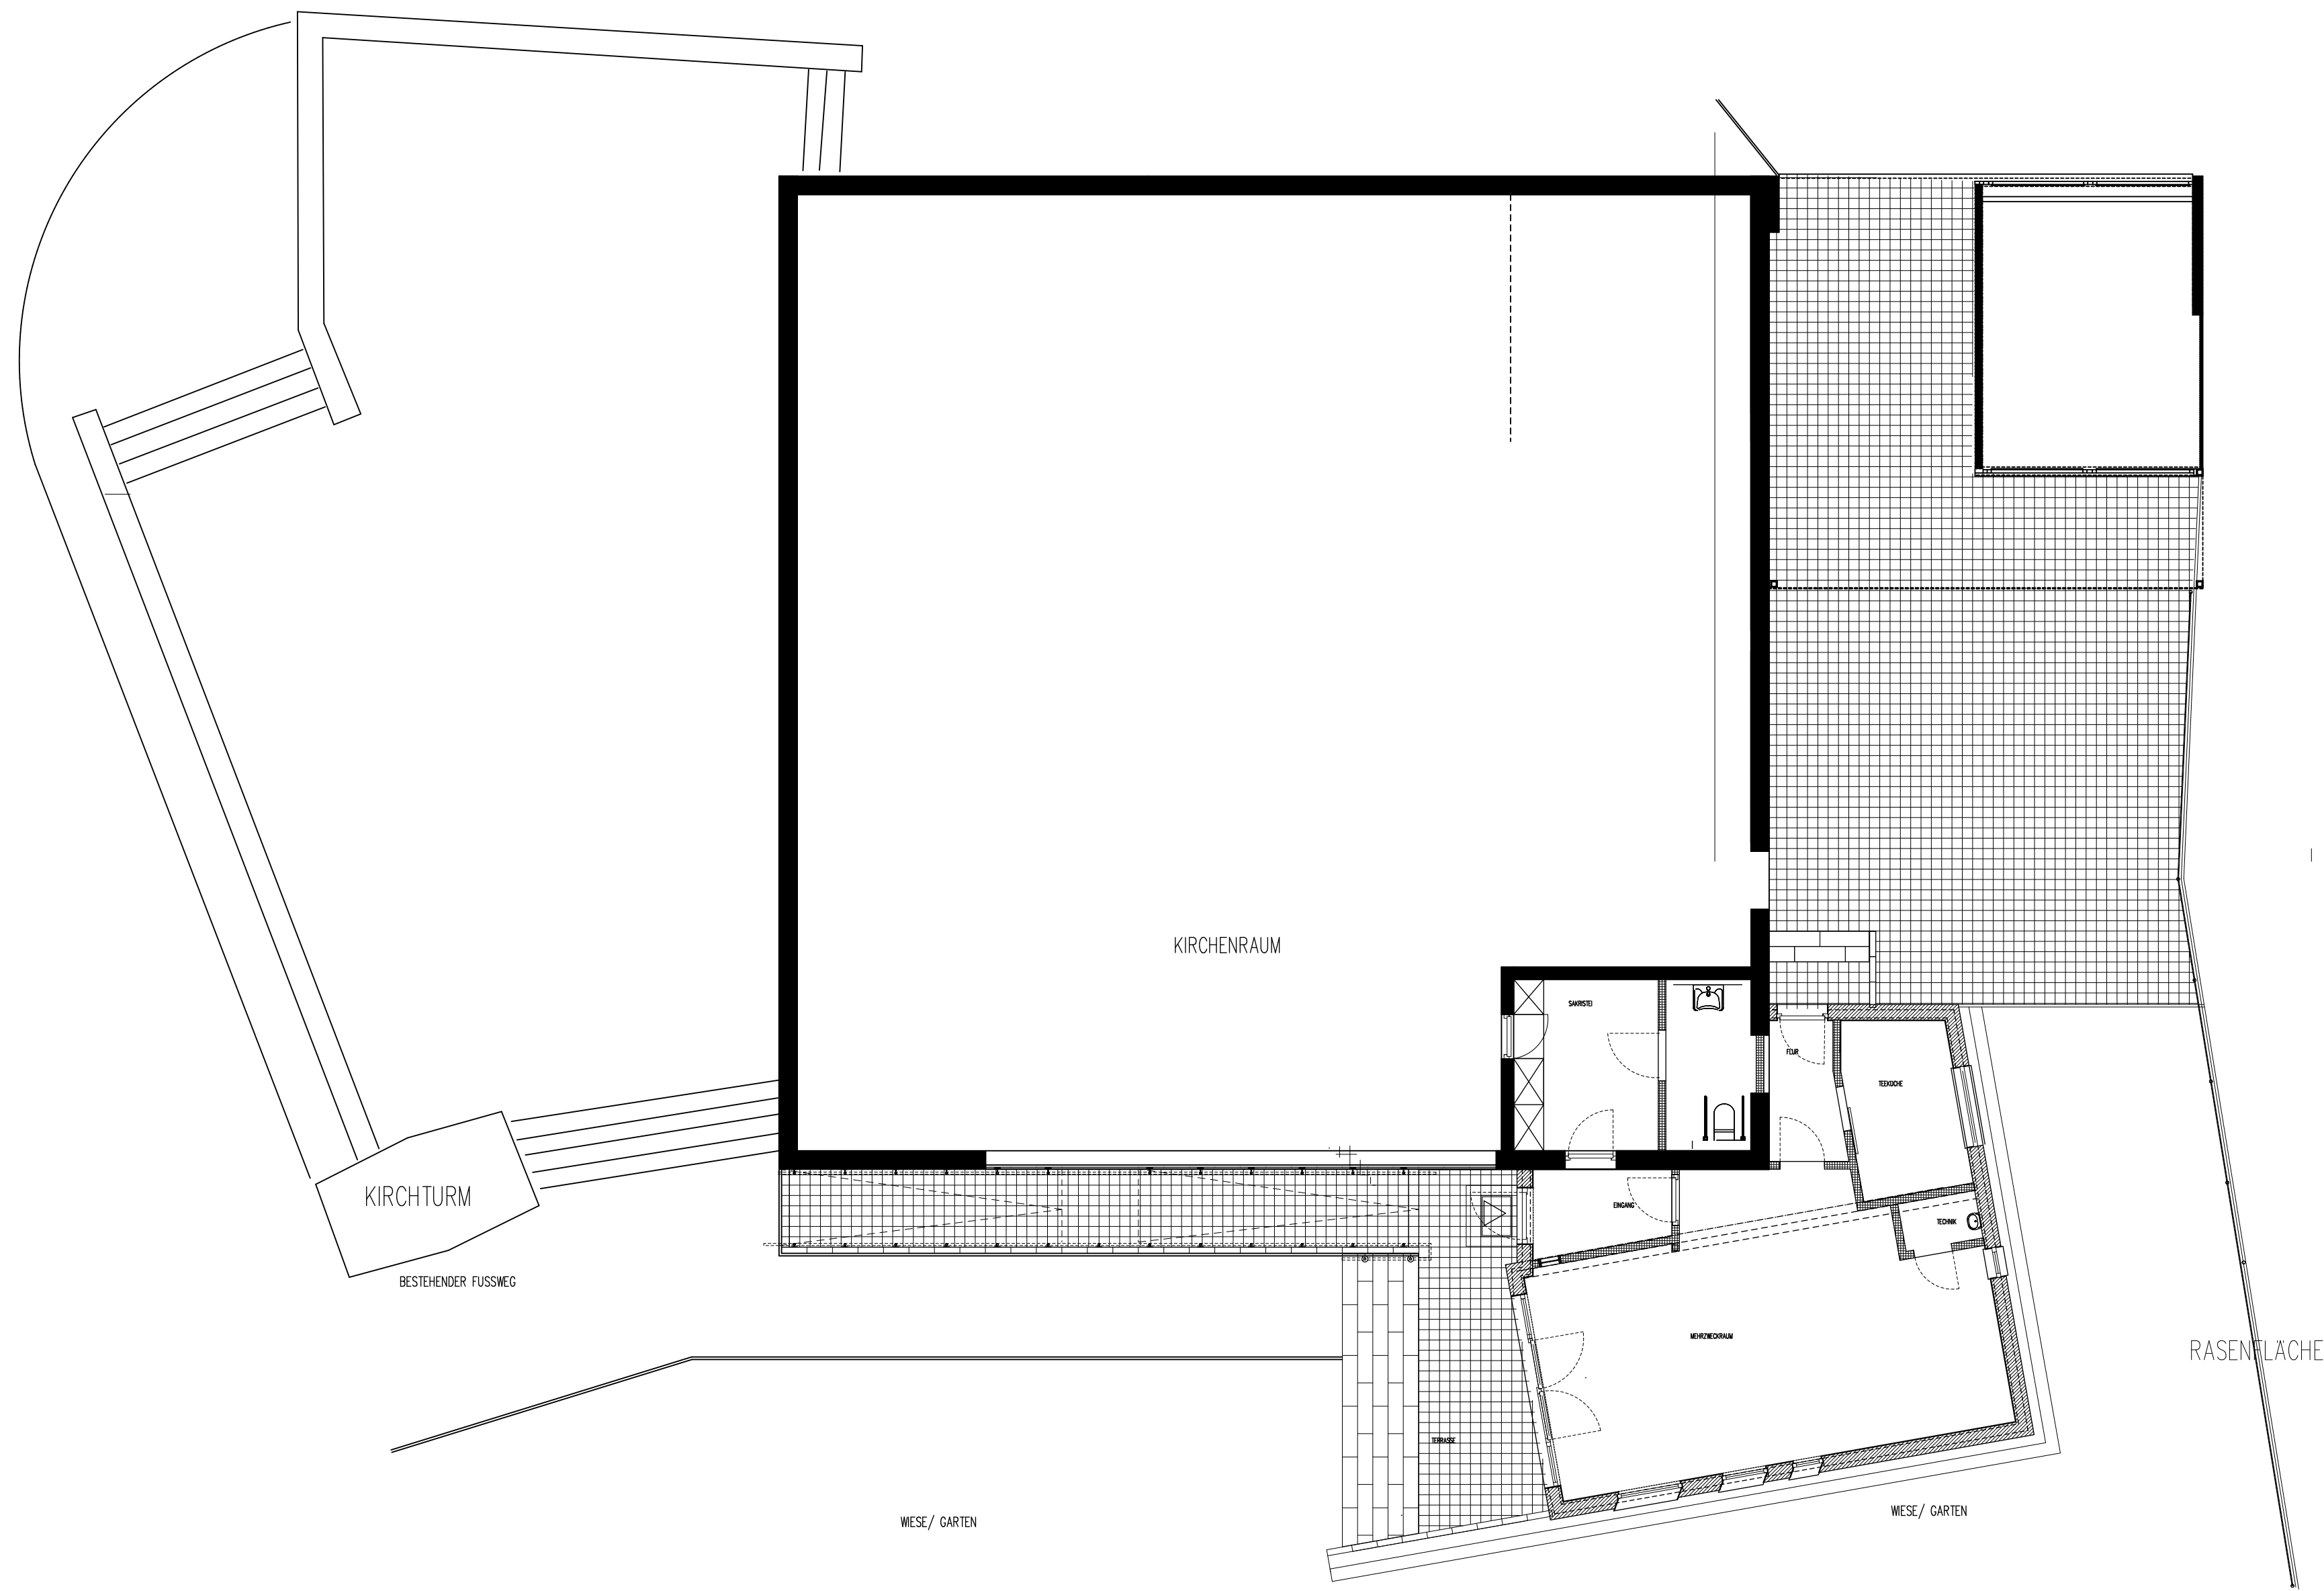 KIRCHENRAUM
SAKRISTEI
FLUR
TEEKÜCHE
KIRCHTURM
EINGANG
TECHNIK
BESTEHENDER FUSSWEG
MEHRZWECKRAUM
RASENFLÄCHE
TERRASSE
WIESE/ GARTEN
WIESE/ GARTEN